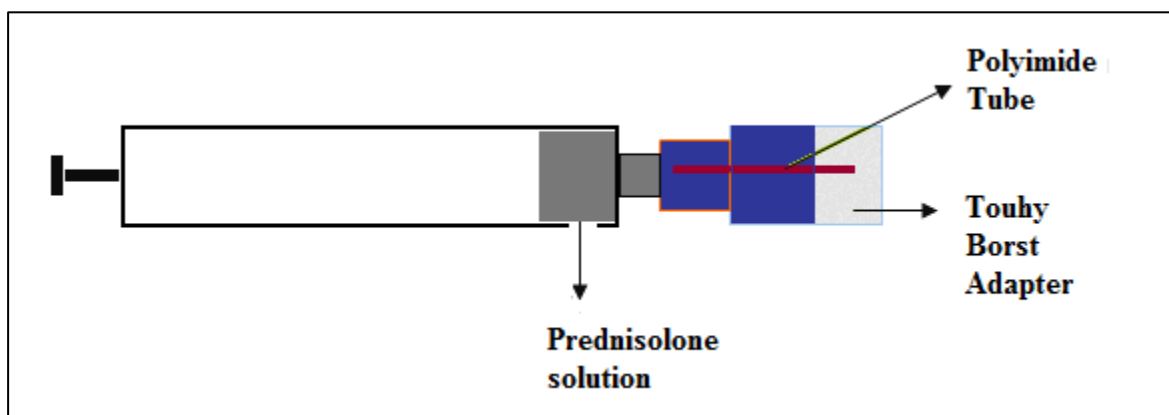 Polyimide
Tube
Touhy
Borst
Adapter
Prednisolone
solution